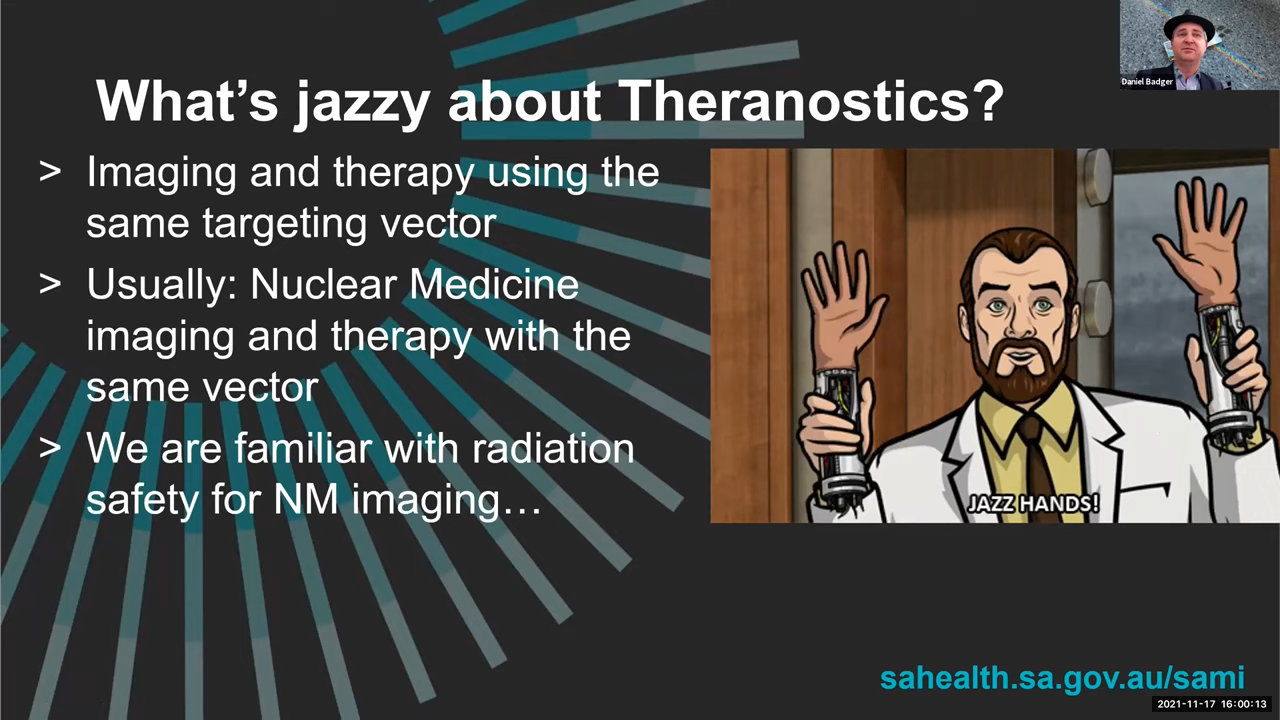 Daniel Badger
What's jazzy about Theranostics?
> Imaging and therapy using the
same targeting vector
> Usually: Nuclear Medicine
imaging and therapy with the
same vector
> We are familiar with radiation
safety for NM imaging…
JAZZ HANDS!
sahealth.sa.gov.au/sami
2021-11-17 16:00:13